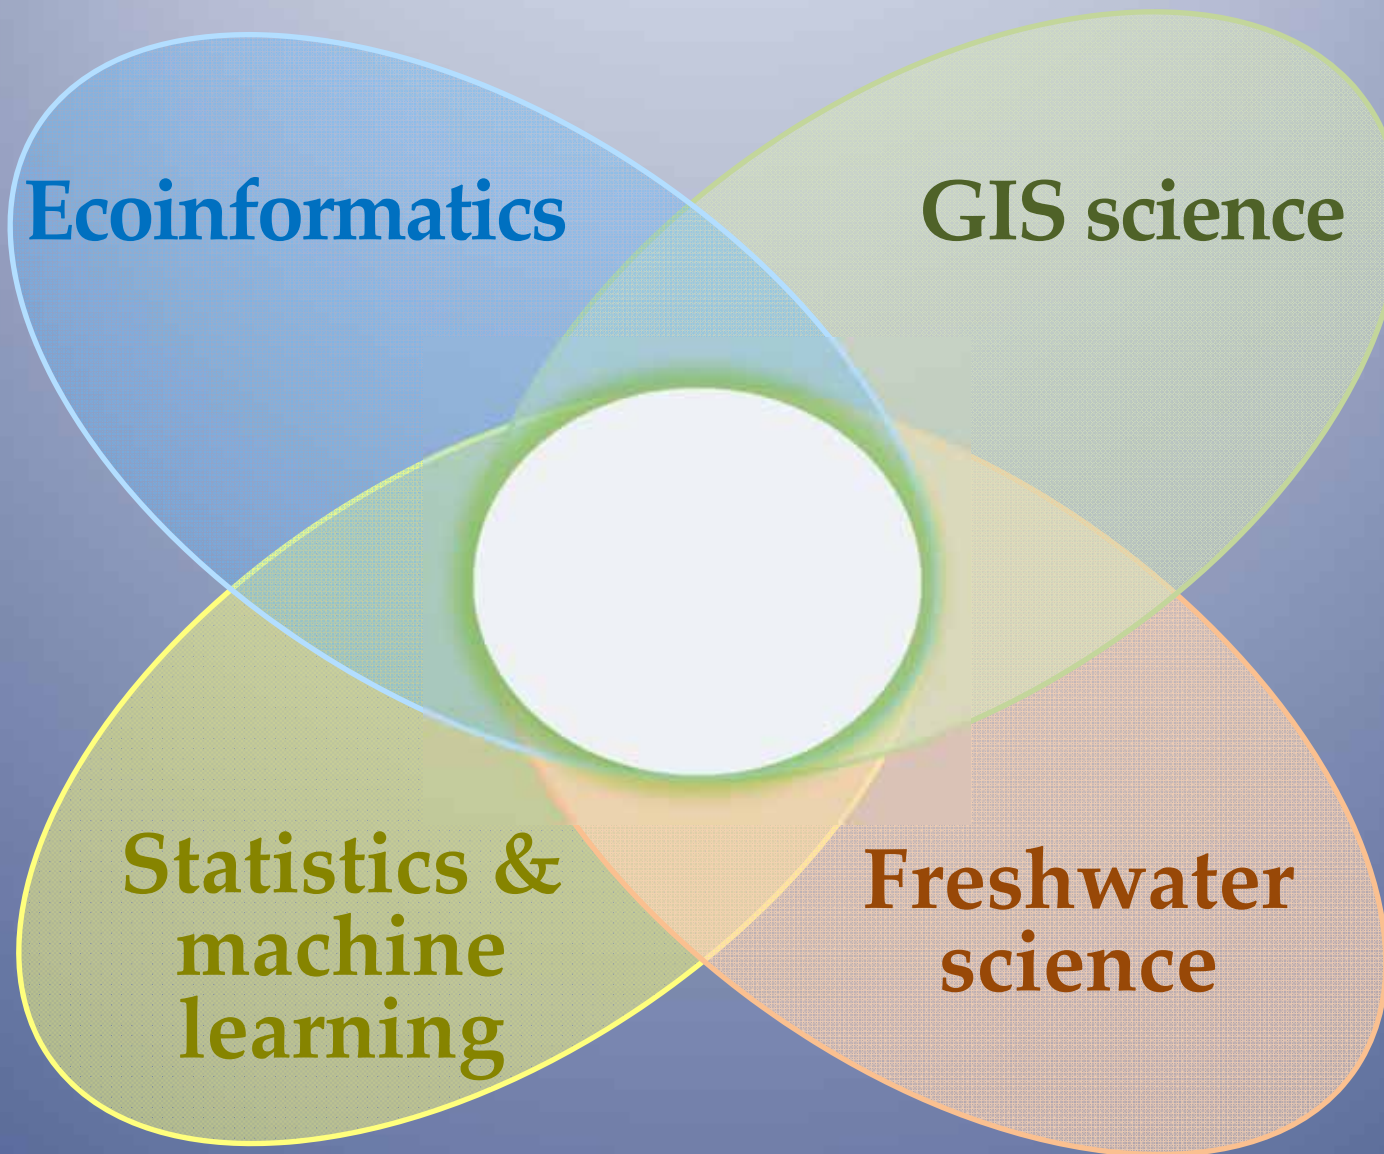 Ecoinformatics
GIS science
Statistics &
machine
learning
Freshwater
science